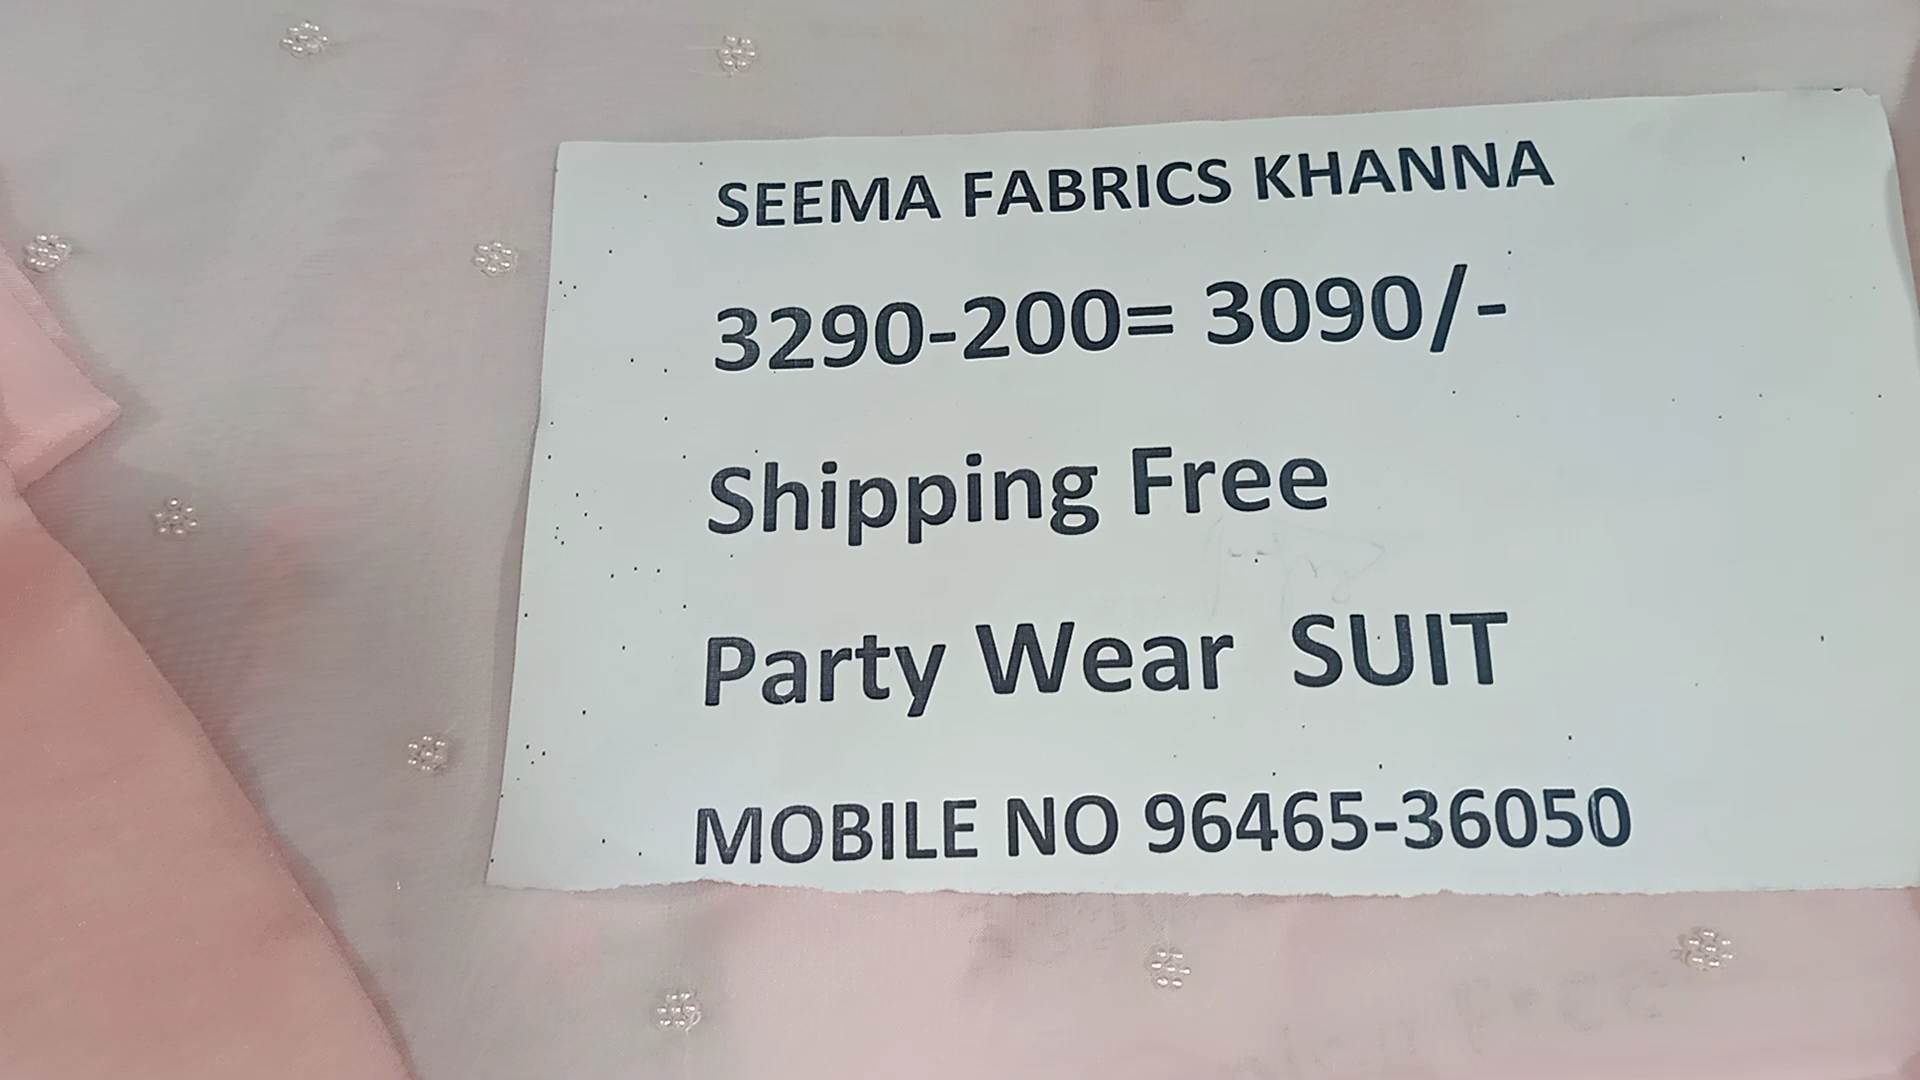 SEEMA FABRICS KHANNA
3290-200= 3090/-
Shipping Free
Party Wear SUIT
MOBILE NO 96465-36050